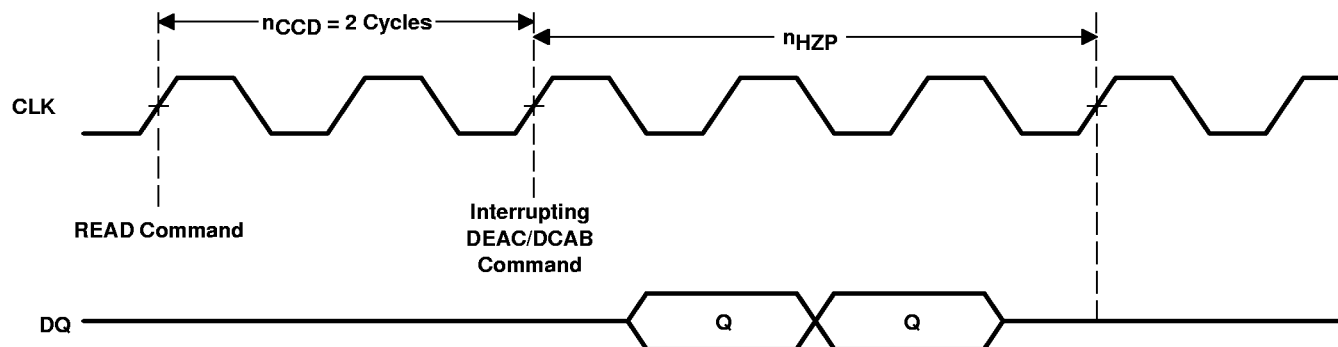 nCCD = 2 Cycles
nHZP
CLK
READ Command
Interrupting
DEAC/DCAB
Command
DQ
Q
Q